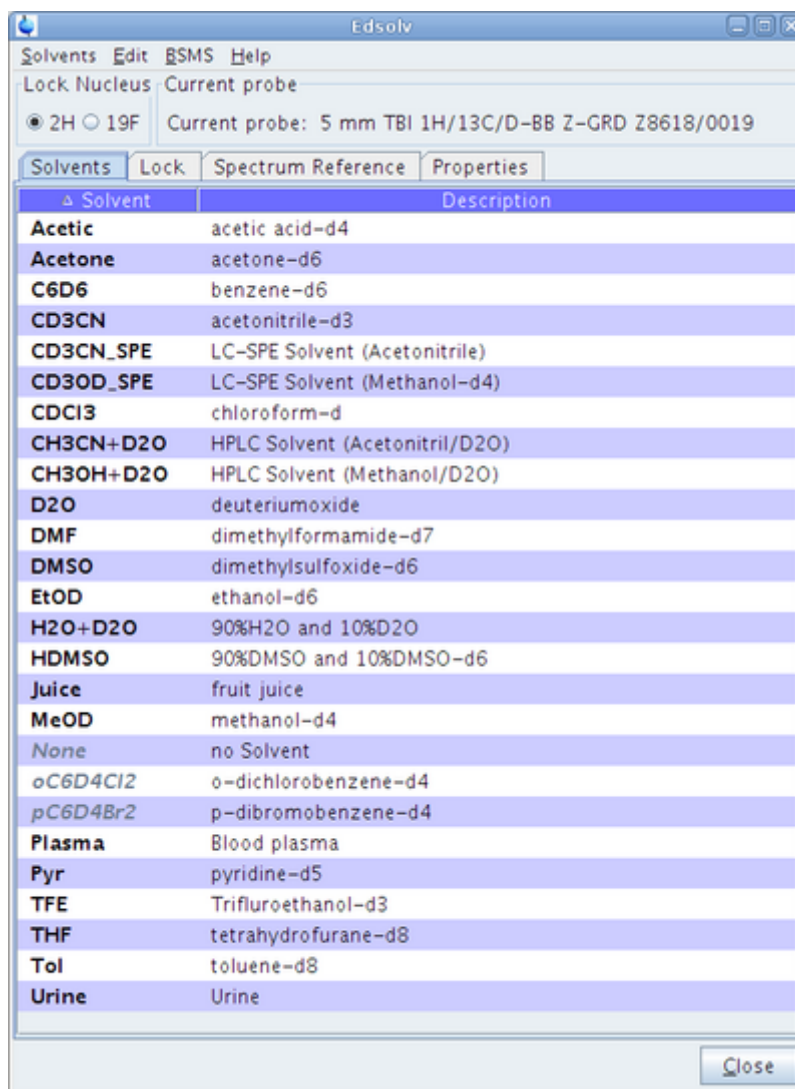 Edsolv
Solvents Edit BSMS Help
Lock Nucleus Current probe
2H 19F Current probe: 5 mm TBI 1H/13C/D-BB Z-GRD Z8618/0019
Solvents Lock Spectrum Reference Properties
Solvent Description
Acetic acetic acid-d4
Acetone acetone-d6
C6D6 benzene-d6
CD3CN acetonitrile-d3
CD3CN_SPE LC-SPE Solvent (Acetonitrile)
CD3OD_SPE LC-SPE Solvent (Methanol-d4)
CDCl3 chloroform-d
CH3CN+D2O HPLC Solvent (Acetonitril/D2O)
CH3OH+D2O HPLC Solvent (Methanol/D2O)
D2O deuteriumoxide
DMF dimethylformamide-d7
DMSO dimethylsulfoxide-d6
EtOD ethanol-d6
H2O+D2O 90%H2O and 10%D2O
HDMSO 90%DMSO and 10%DMSO-d6
Juice fruit juice
MeOD methanol-d4
None no Solvent
oC6D4Cl2 o-dichlorobenzene-d4
pC6D4Br2 p-dibromobenzene-d4
Plasma Blood plasma
Pyr pyridine-d5
TFE Trifluroethanol-d3
THF tetrahydrofurane-d8
Tol toluene-d8
Urine Urine
Close